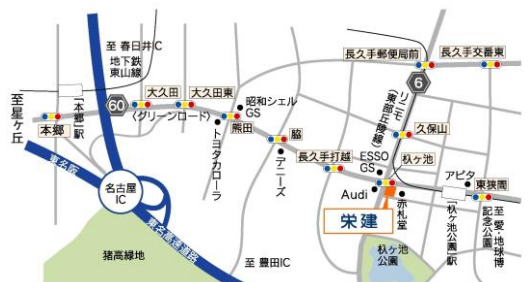 至 春日井IC
地下鉄
東山線
至星ヶ丘
「本郷」駅
60
大久田
大久田東
〈グリーンロード〉
本郷
昭和シェル
GS
熊田
トヨタカローラ
脇
デニーズ
長久手打越
長久手郵便局前
長久手交番東
6
リニモ
(東部丘陵線)
久保山
杁ヶ池
ESSO
GS
アピタ
Audi
赤札堂
「杁ヶ池公園」駅
東狭間
至 愛・地球博
記念公園
栄建
杁ヶ池
公園
東名阪
名古屋
IC
東名高速道路
猪高緑地
至 豊田IC